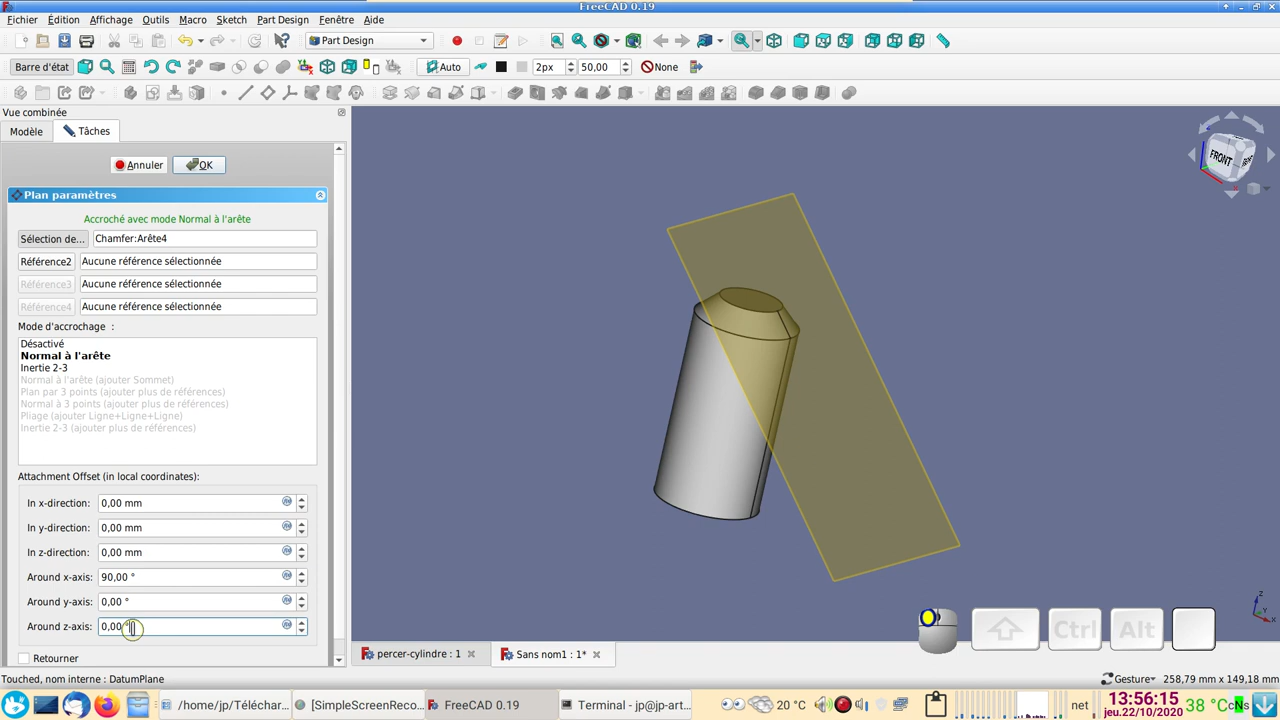 FreeCAD 0.19
Fichier Édition Affichage Outils Macro Sketch Part Design Fenêtre Aide
Part Design
Barre d'état Auto 2px 50,00 None
Vue combinée
Modèle Tâches
Annuler OK
Plan paramètres
Accroché avec mode Normal à l'arête
Sélection de... Chamfer:Arête4
Référence2 Aucune référence sélectionnée
Référence3 Aucune référence sélectionnée
Référence4 Aucune référence sélectionnée
Mode d'accrochage :
Désactivé
Normal à l'arête
Inertie 2-3
Normal à l'arête (ajouter Sommet)
Plan par 3 points (ajouter plus de références)
Normal à 3 points (ajouter plus de références)
Pliage (ajouter Ligne+Ligne+Ligne)
Inertie 2-3 (ajouter plus de références)
Attachment Offset (in local coordinates):
In x-direction: 0,00 mm
In y-direction: 0,00 mm
In z-direction: 0,00 mm
Around x-axis: 90,00 °
Around y-axis: 0,00 °
Around z-axis: 0,00 °
Retourner
FRONT
Z
X
Ctrl Alt
percer-cylindre : 1 Sans nom1 : 1*
Touched, nom interne : DatumPlane Gesture 258,79 mm x 149,18 mm
/home/jp/Téléchar... [SimpleScreenReco... FreeCAD 0.19 Terminal - jp@jp-art... 20 °C net 13:56:15
jeu.22/10/2020 38 °C